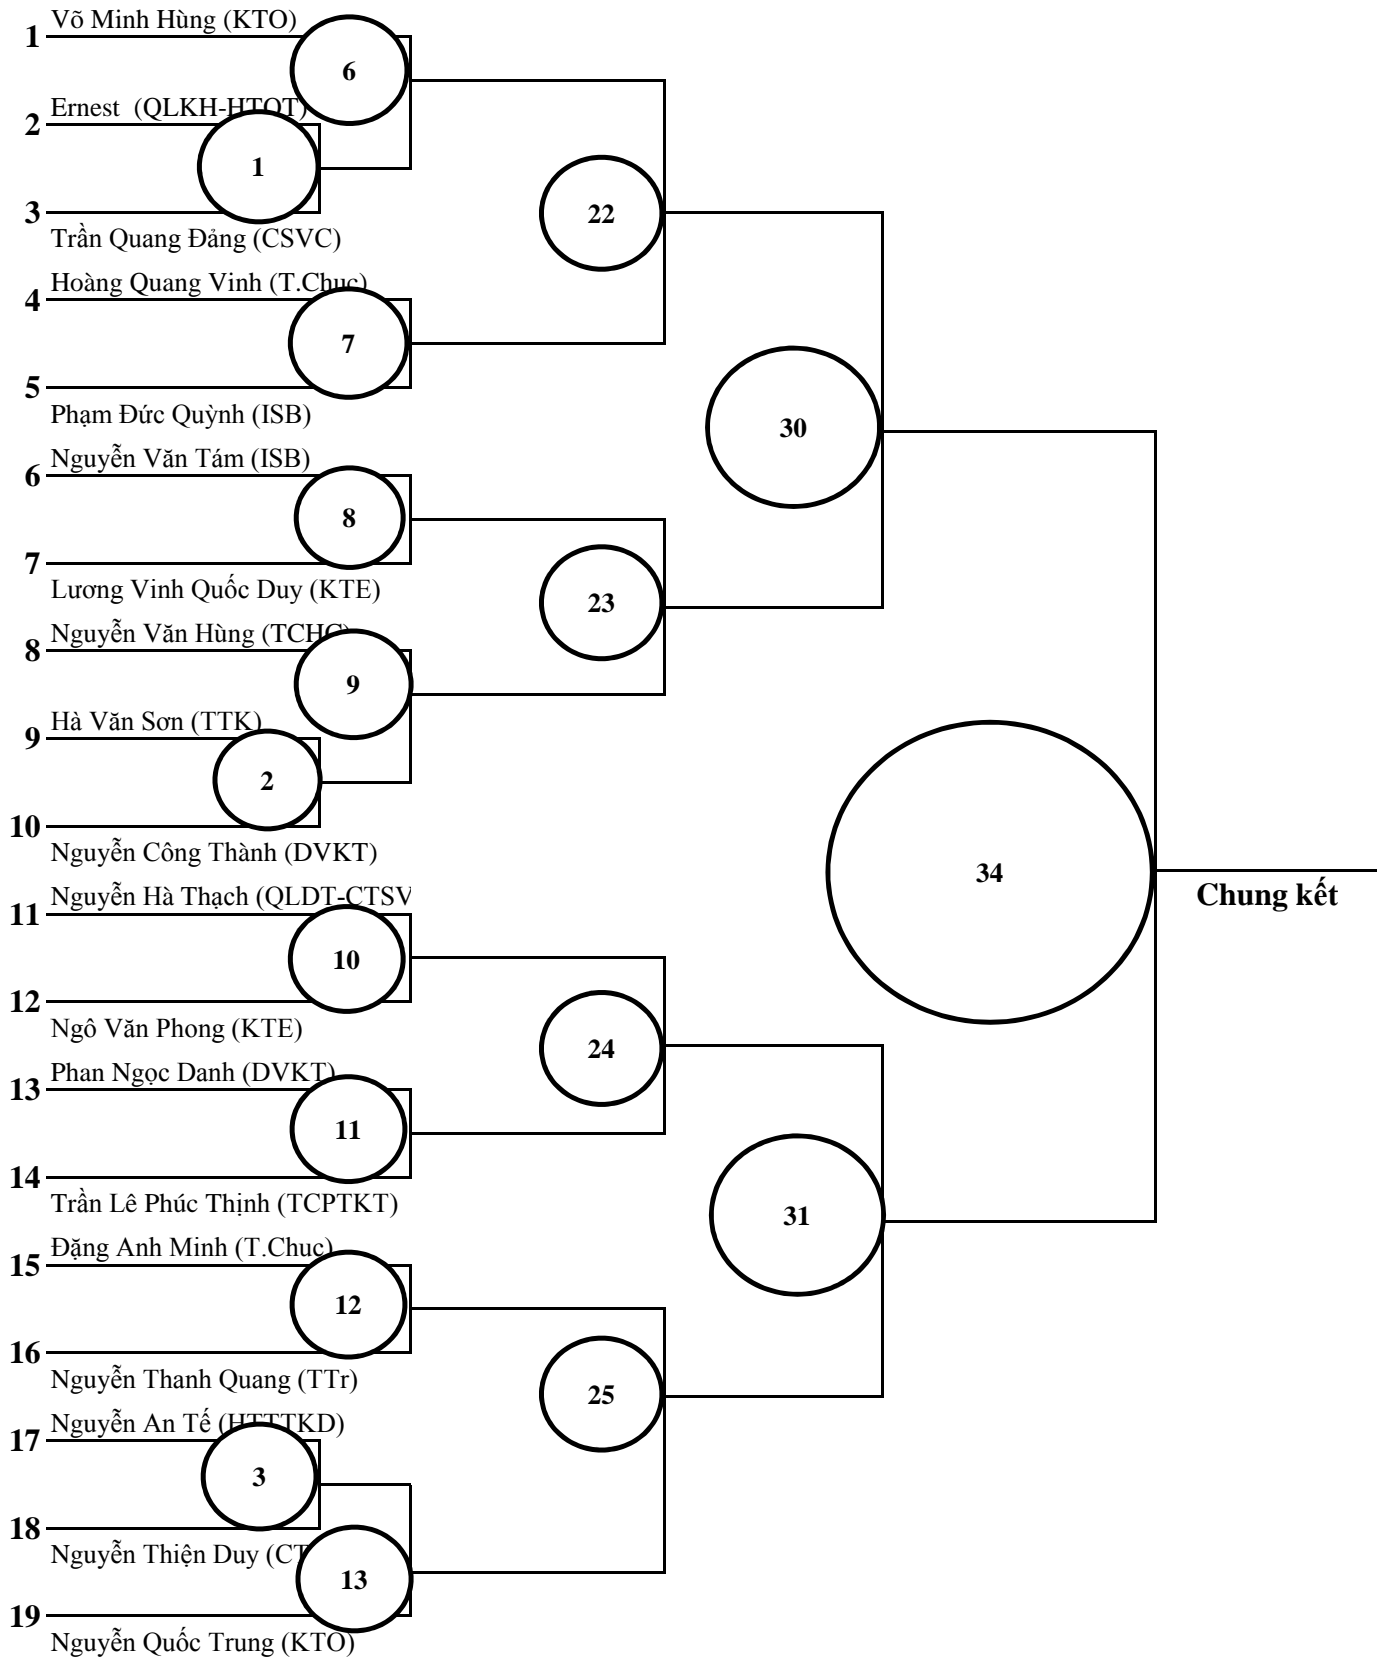 Võ Minh Hùng (KTO)
1
6
Ernest (QLKH-HTQT)
2
1
3
Trần Quang Đảng (CSVC)
22
Hoàng Quang Vinh (T.Chuc)
4
7
5
Phạm Đức Quỳnh (ISB)
30
Nguyễn Văn Tám (ISB)
6
8
7
Lương Vinh Quốc Duy (KTE)
23
Nguyễn Văn Hùng (TCHC)
8
9
Hà Văn Sơn (TTK)
9
2
10
Nguyễn Công Thành (DVKT)
34
Chung kết
Nguyễn Hà Thạch (QLDT-CTSV
11
10
12
Ngô Văn Phong (KTE)
24
Phan Ngọc Danh (DVKT)
13
11
14
Trần Lê Phúc Thịnh (TCPTKT)
31
Đặng Anh Minh (T.Chuc)
15
12
16
Nguyễn Thanh Quang (TTr)
25
Nguyễn An Tế (HTTTKD)
17
3
18
Nguyễn Thiện Duy (CT
13
19
Nguyễn Quốc Trung (KTO)